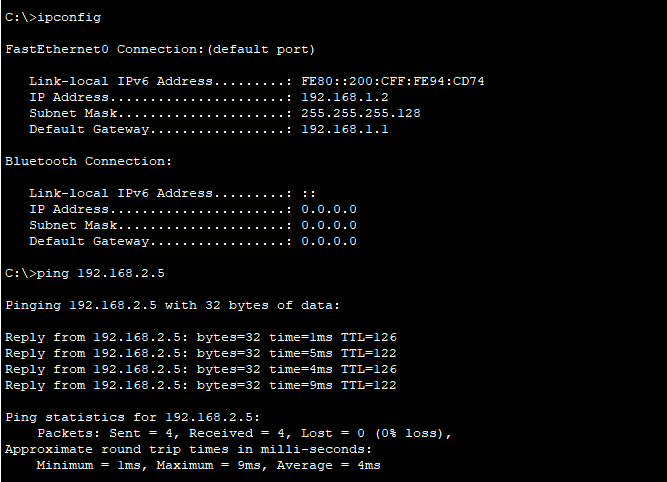 C:\>ipconfig
FastEthernet0 Connection:(default port)
Link-local IPv6 Address.........: FE80::200:CFF:FE94:CD74
IP Address......................: 192.168.1.2
Subnet Mask.....................: 255.255.255.128
Default Gateway.................: 192.168.1.1
Bluetooth Connection:
Link-local IPv6 Address.........: ::
IP Address......................: 0.0.0.0
Subnet Mask.....................: 0.0.0.0
Default Gateway.................: 0.0.0.0
C:\>ping 192.168.2.5
Pinging 192.168.2.5 with 32 bytes of data:
Reply from 192.168.2.5: bytes=32 time=1ms TTL=126
Reply from 192.168.2.5: bytes=32 time=5ms TTL=122
Reply from 192.168.2.5: bytes=32 time=4ms TTL=126
Reply from 192.168.2.5: bytes=32 time=9ms TTL=122
Ping statistics for 192.168.2.5:
Packets: Sent = 4, Received = 4, Lost = 0 (0% loss),
Approximate round trip times in milli-seconds:
Minimum = 1ms, Maximum = 9ms, Average = 4ms